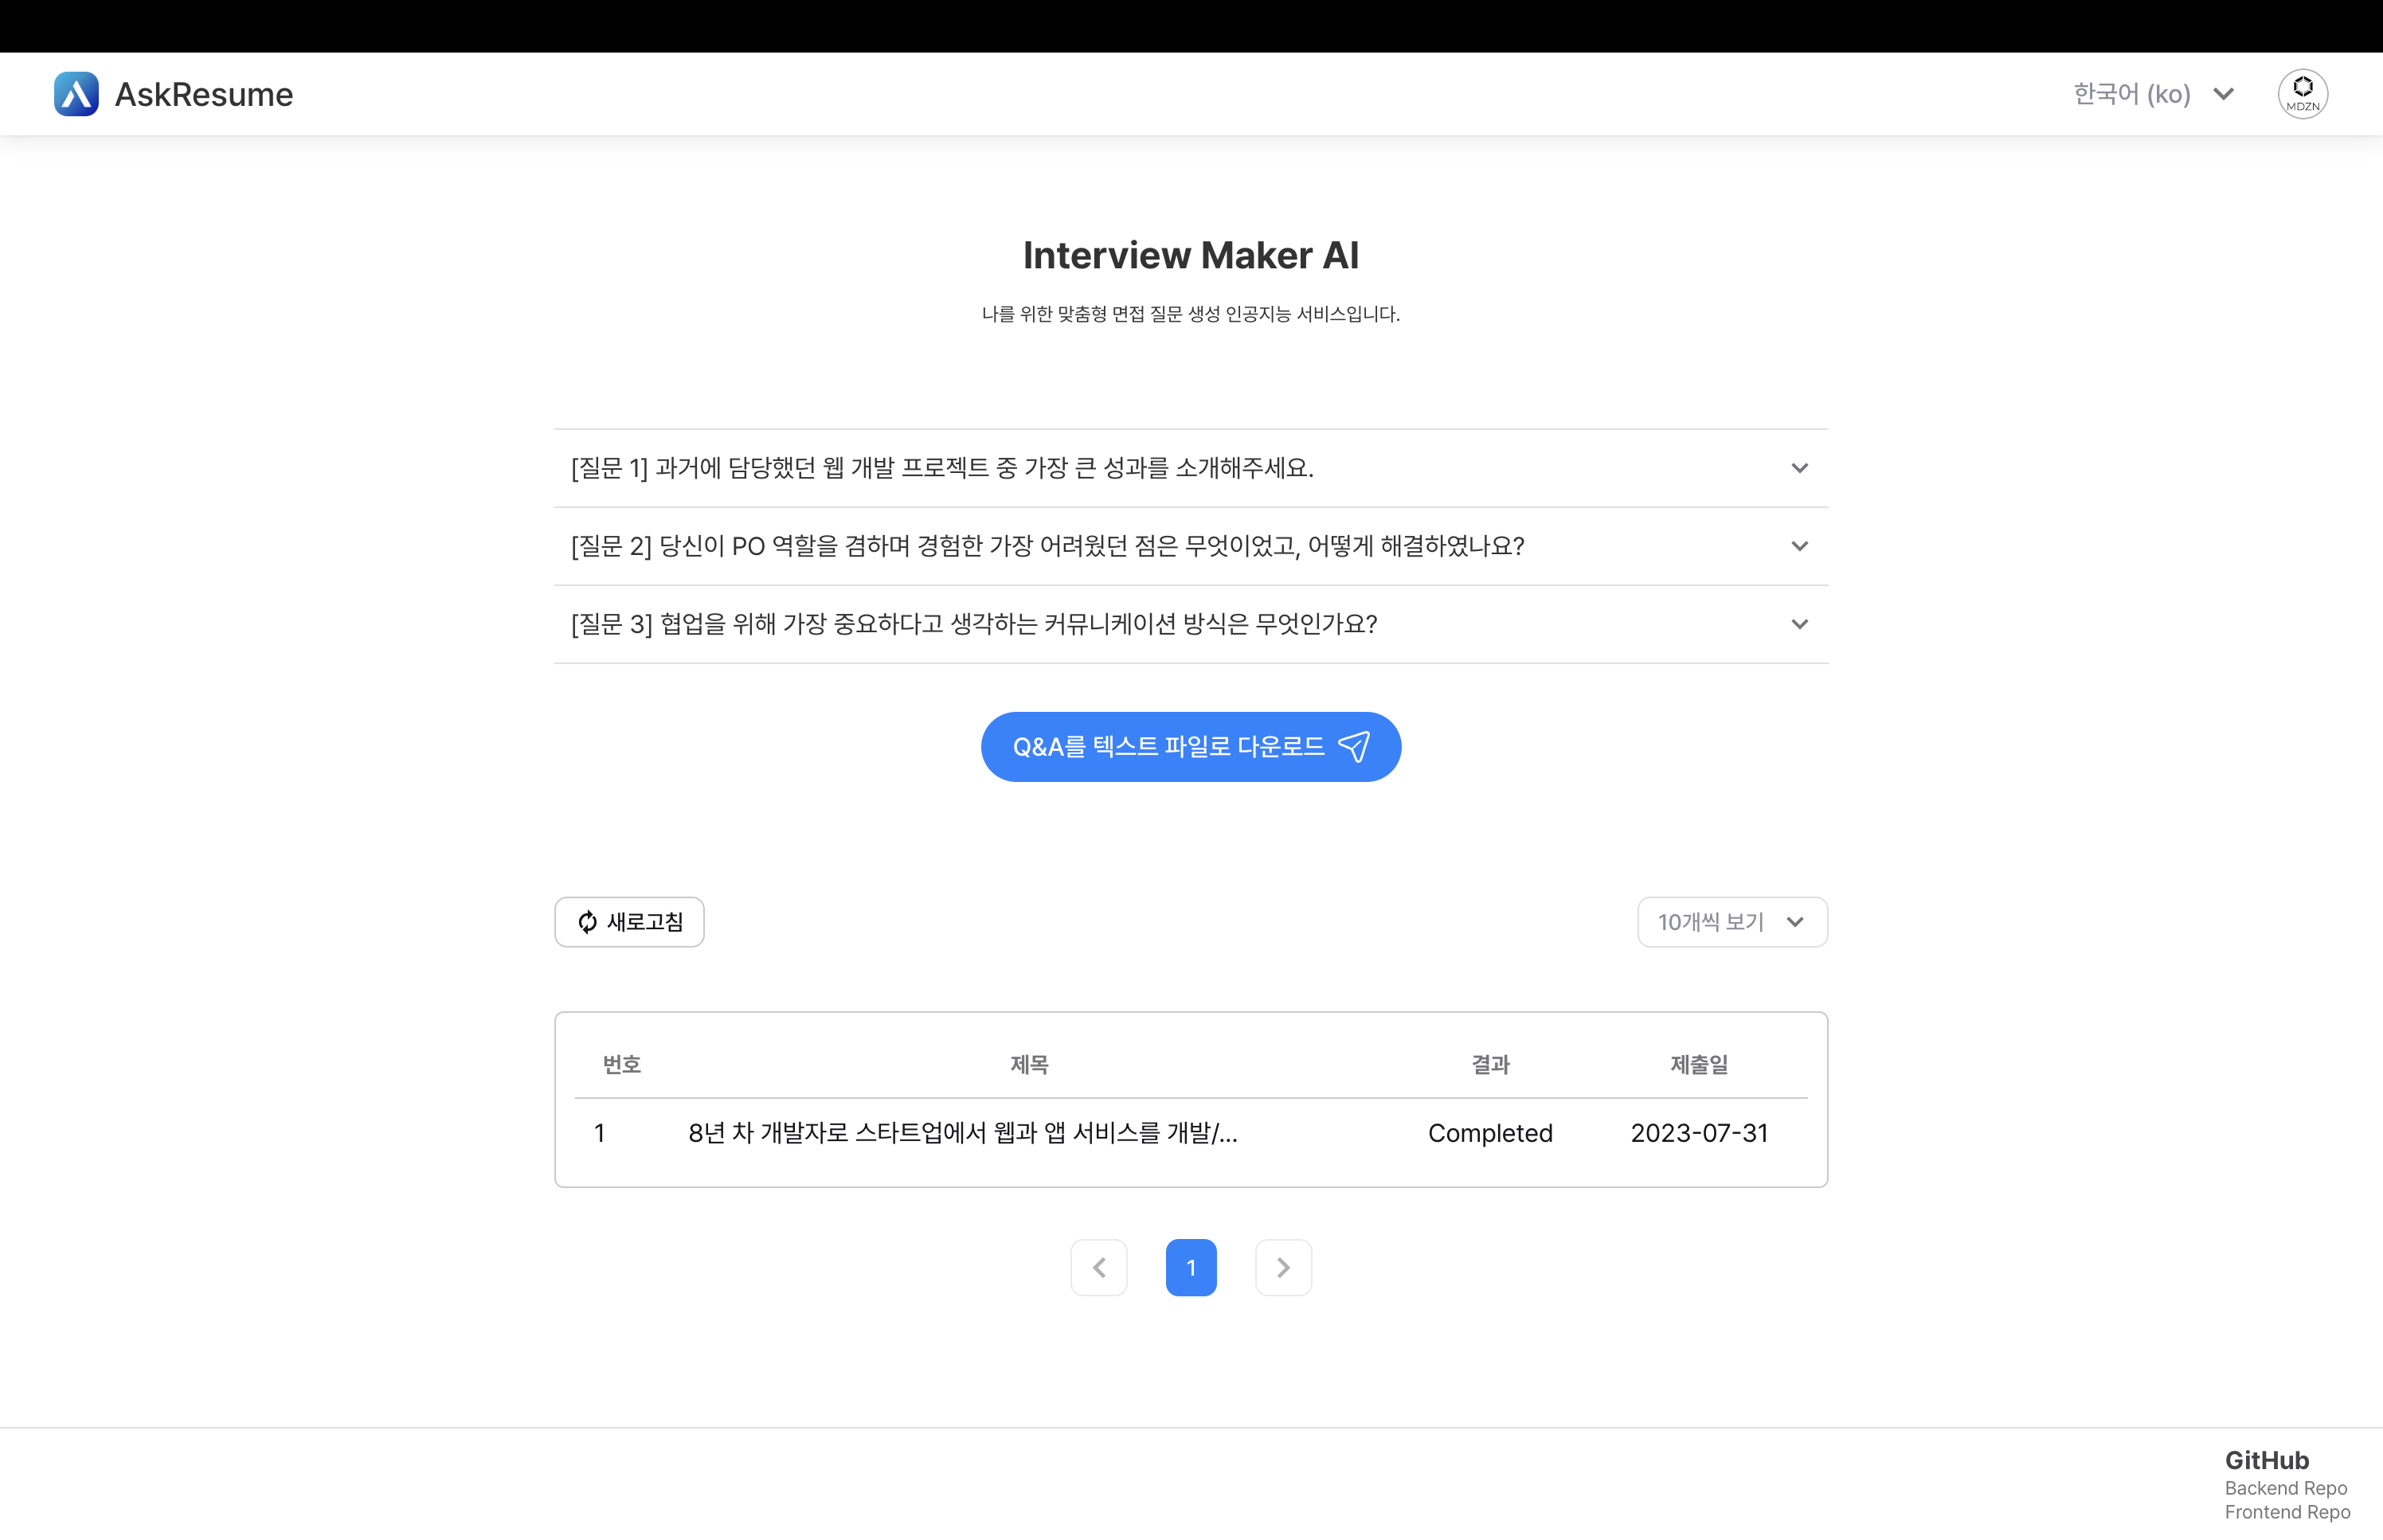 AskResume
한국어 (ko)
MDZN
Interview Maker AI
나를 위한 맞춤형 면접 질문 생성 인공지능 서비스입니다.
[질문 1] 과거에 담당했던 웹 개발 프로젝트 중 가장 큰 성과를 소개해주세요.
[질문 2] 당신이 PO 역할을 겸하며 경험한 가장 어려웠던 점은 무엇이었고, 어떻게 해결하였나요?
[질문 3] 협업을 위해 가장 중요하다고 생각하는 커뮤니케이션 방식은 무엇인가요?
Q&A를 텍스트 파일로 다운로드
새로고침
10개씩 보기
번호 제목 결과 제출일
1 8년 차 개발자로 스타트업에서 웹과 앱 서비스를 개발/... Completed 2023-07-31
1
GitHub
Backend Repo
Frontend Repo